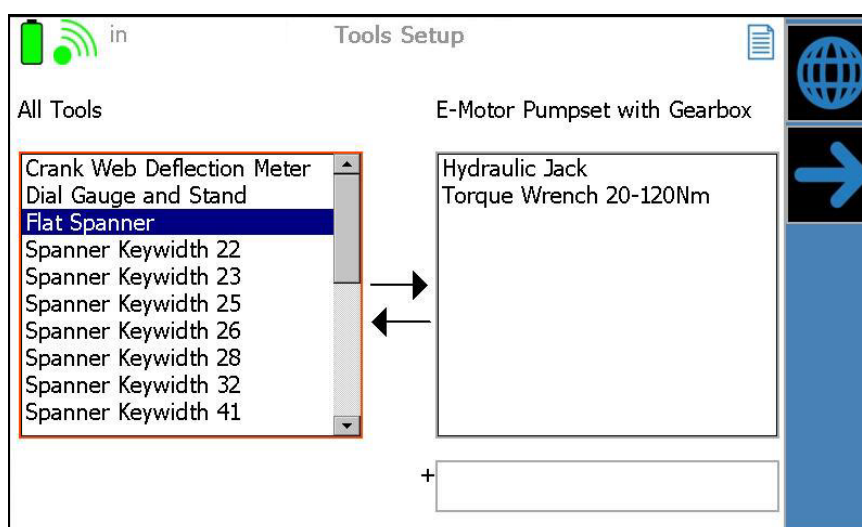 in
Tools Setup
All Tools
E-Motor Pumpset with Gearbox
Crank Web Deflection Meter
Dial Gauge and Stand
Flat Spanner
Spanner Keywidth 22
Spanner Keywidth 23
Spanner Keywidth 25
Spanner Keywidth 26
Spanner Keywidth 28
Spanner Keywidth 32
Spanner Keywidth 41
Hydraulic Jack
Torque Wrench 20-120Nm
+